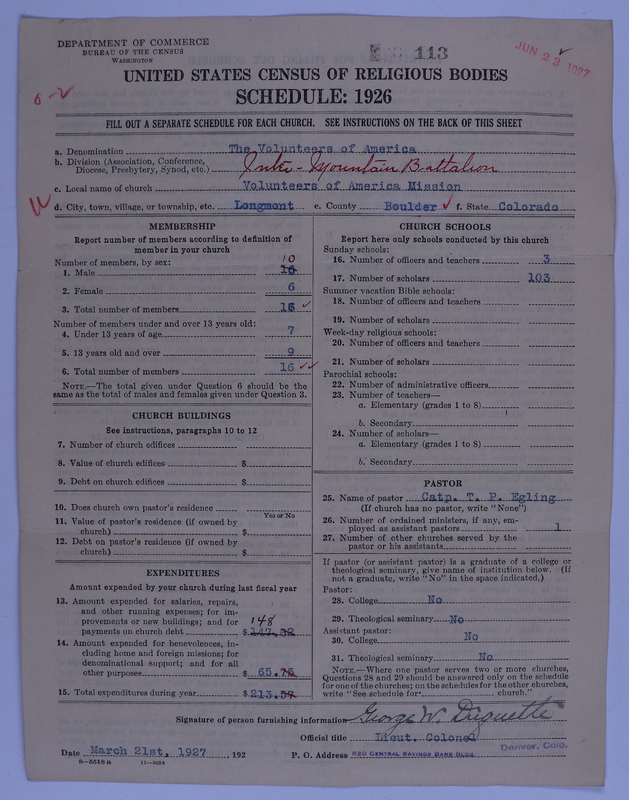 DEPARTMENT OF COMMERCE
BUREAU OF THE CENSUS
WASHINGTON
113
JUN 23 1927
UNITED STATES CENSUS OF RELIGIOUS BODIES
SCHEDULE: 1926
FILL OUT A SEPARATE SCHEDULE FOR EACH CHURCH. SEE INSTRUCTIONS ON THE BACK OF THIS SHEET
a. Denomination The Volunteers of America
b. Division (Association, Conference, Diocese, Presbytery, Synod, etc.) Inter-Mountain Battalion
c. Local name of church Volunteers of America Mission
d. City, town, village, or township, etc. Longmont e. County Boulder f. State Colorado
MEMBERSHIP
Report number of members according to definition of
member in your church
Number of members, by sex: 10
1. Male 16
2. Female 6
3. Total number of members 16
Number of members under and over 13 years old:
4. Under 13 years of age 7
5. 13 years old and over 9
6. Total number of members 16
NOTE.—The total given under Question 6 should be the
same as the total of males and females given under Question 3.
CHURCH BUILDINGS
See instructions, paragraphs 10 to 12
7. Number of church edifices
8. Value of church edifices $
9. Debt on church edifices $
10. Does church own pastor's residence
Yes or No
11. Value of pastor's residence (if owned by
church) $
12. Debt on pastor's residence (if owned by
church) $
EXPENDITURES
Amount expended by your church during last fiscal year
13. Amount expended for salaries, repairs,
and other running expenses; for im-
provements or new buildings; and for 148
payments on church debt $ 147.
14. Amount expended for benevolences, in-
cluding home and foreign missions; for
denominational support; and for all
other purposes $ 65.
15. Total expenditures during year $ 213.
CHURCH SCHOOLS
Report here only schools conducted by this church
Sunday schools:
16. Number of officers and teachers 3
17. Number of scholars 103
Summer vacation Bible schools:
18. Number of officers and teachers
19. Number of scholars
Week-day religious schools:
20. Number of officers and teachers
21. Number of scholars
Parochial schools:
22. Number of administrative officers
23. Number of teachers—
a. Elementary (grades 1 to 8)
b. Secondary
24. Number of scholars—
a. Elementary (grades 1 to 8)
b. Secondary
PASTOR
25. Name of pastor Catp. T. P. Egling
(If church has no pastor, write "None")
26. Number of ordained ministers, if any, em-
ployed as assistant pastors 1
27. Number of other churches served by the
pastor or his assistants
If pastor (or assistant pastor) is a graduate of a college or
theological seminary, give name of institution below. (If
not a graduate, write "No" in the space indicated.)
Pastor:
28. College No
29. Theological seminary No
Assistant pastor:
30. College No
31. Theological seminary No
NOTE.—Where one pastor serves two or more churches,
Questions 28 and 29 should be answered only on the schedule
for one of the churches; on the schedules for the other churches,
write "See schedule for church."
Signature of person furnishing information George W. Duquette
Official title Lieut. Colonel
Date March 21st, 1927, 192 P. O. Address 620 CENTRAL SAVINGS BANK BLDG. Denver, Colo.
8—5518 a